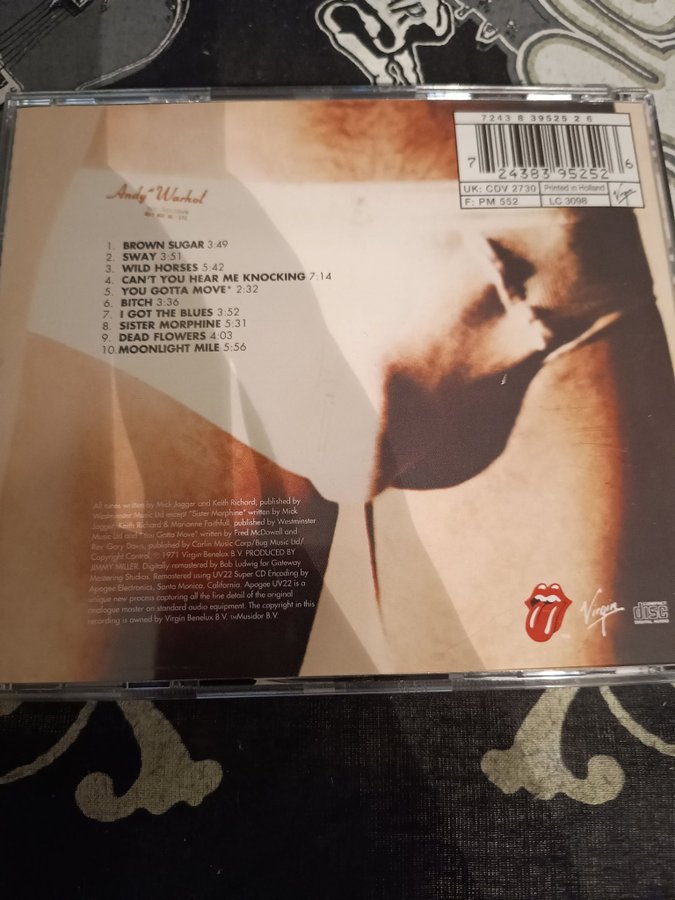 7243 8 39525 2 6
7 24383 95252 6
UK: CDV 2730 Printed in Holland
F: PM 552 LC 3098 Virgin
Andy Warhol
1. BROWN SUGAR 3:49
2. SWAY 3:51
3. WILD HORSES 5:42
4. CAN'T YOU HEAR ME KNOCKING 7:14
5. YOU GOTTA MOVE* 2:32
6. BITCH 3:36
7. I GOT THE BLUES 3:52
8. SISTER MORPHINE 5:31
9. DEAD FLOWERS 4:03
10. MOONLIGHT MILE 5:56
All tunes written by Mick Jagger and Keith Richard, published by
Westminster Music Ltd except "Sister Morphine" written by Mick
Jagger, Keith Richard & Marianne Faithfull, published by Westminster
Music Ltd and *You Gotta Move" written by Fred McDowell and
Rev Gary Davis, published by Carlin Music Corp/Bug Music Ltd/
Copyright Control. ℗ 1971 Virgin Benelux B.V. PRODUCED BY
JIMMY MILLER. Digitally remastered by Bob Ludwig for Gateway
Mastering Studios. Remastered using UV22 Super CD Encoding by
Apogee Electronics, Santa Monica, California. Apogee UV22 is a
unique new process capturing all the fine detail of the original
analogue master on standard audio equipment. The copyright in this
recording is owned by Virgin Benelux B.V. ™Musidor B.V.
Virgin
COMPACT
disc
DIGITAL AUDIO